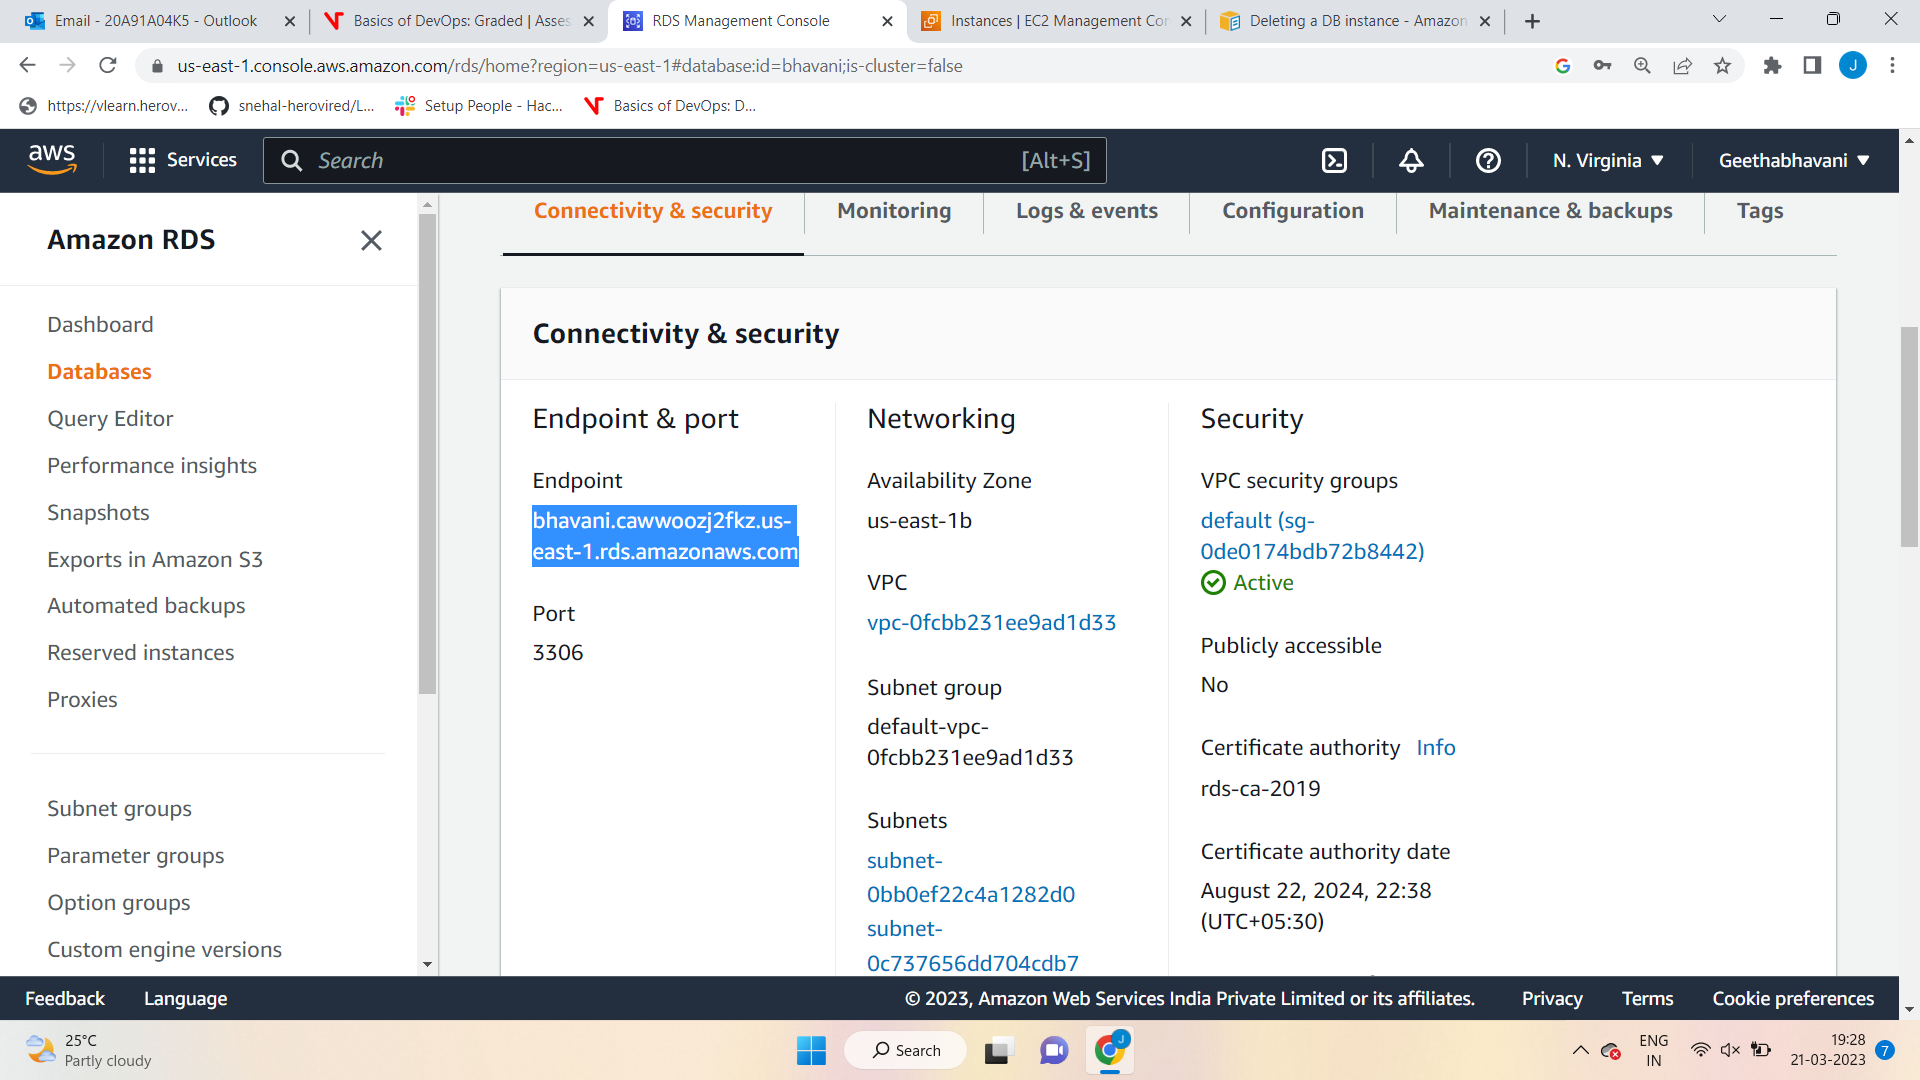 Email - 20A91A04K5 - Outlook
Basics of DevOps: Graded | Asses
RDS Management Console
Instances | EC2 Management Con
Deleting a DB instance - Amazon
us-east-1.console.aws.amazon.com/rds/home?region=us-east-1#database:id=bhavani;is-cluster=false
J
https://vlearn.herov...
snehal-herovired/L...
Setup People - Hac...
Basics of DevOps: D...
aws
Services
Search
[Alt+S]
N. Virginia
Geethabhavani
Amazon RDS
Dashboard
Databases
Query Editor
Performance insights
Snapshots
Exports in Amazon S3
Automated backups
Reserved instances
Proxies
Subnet groups
Parameter groups
Option groups
Custom engine versions
Connectivity & security
Monitoring
Logs & events
Configuration
Maintenance & backups
Tags
Connectivity & security
Endpoint & port
Endpoint
bhavani.cawwoozj2fkz.us-
east-1.rds.amazonaws.com
Port
3306
Networking
Availability Zone
us-east-1b
VPC
vpc-0fcbb231ee9ad1d33
Subnet group
default-vpc-
0fcbb231ee9ad1d33
Subnets
subnet-
0bb0ef22c4a1282d0
subnet-
0c737656dd704cdb7
Security
VPC security groups
default (sg-
0de0174bdb72b8442)
Active
Publicly accessible
No
Certificate authority Info
rds-ca-2019
Certificate authority date
August 22, 2024, 22:38
(UTC+05:30)
Feedback
Language
© 2023, Amazon Web Services India Private Limited or its affiliates.
Privacy
Terms
Cookie preferences
25°C
Partly cloudy
Search
J
ENG
IN
19:28
21-03-2023
7